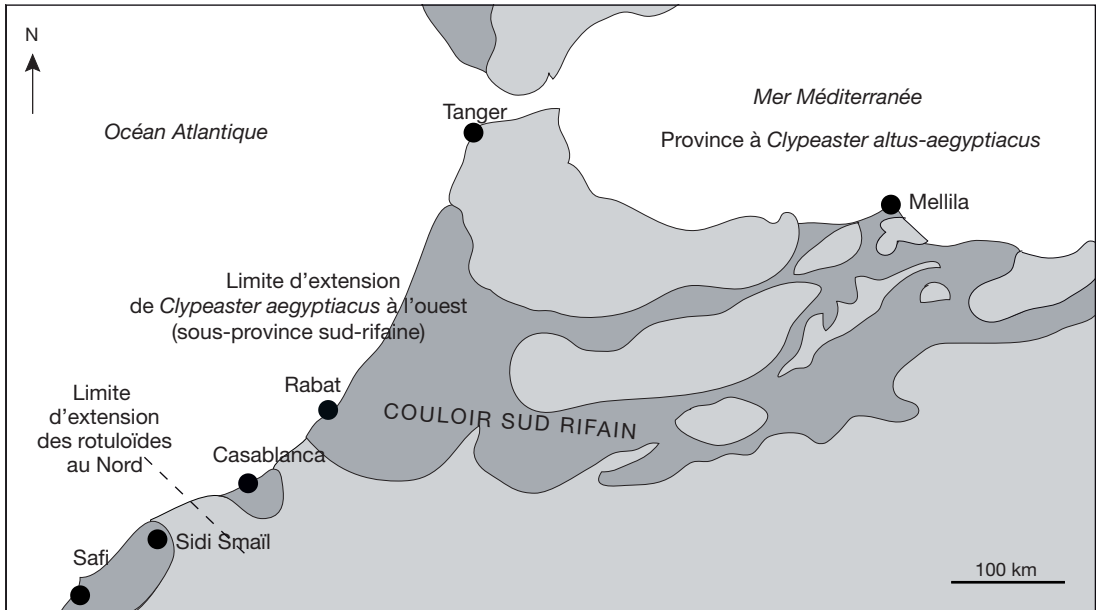 N
Tanger
Mer Méditerranée
Océan Atlantique
Province à Clypeaster altus-aegyptiacus
Mellila
Limite d'extension
de Clypeaster aegyptiacus à l'ouest
(sous-province sud-rifaine)
Rabat
Limite
d'extension
des rotuloïdes
au Nord
COULOIR SUD RIFAIN
Casablanca
Sidi Smaïl
Safi
100 km